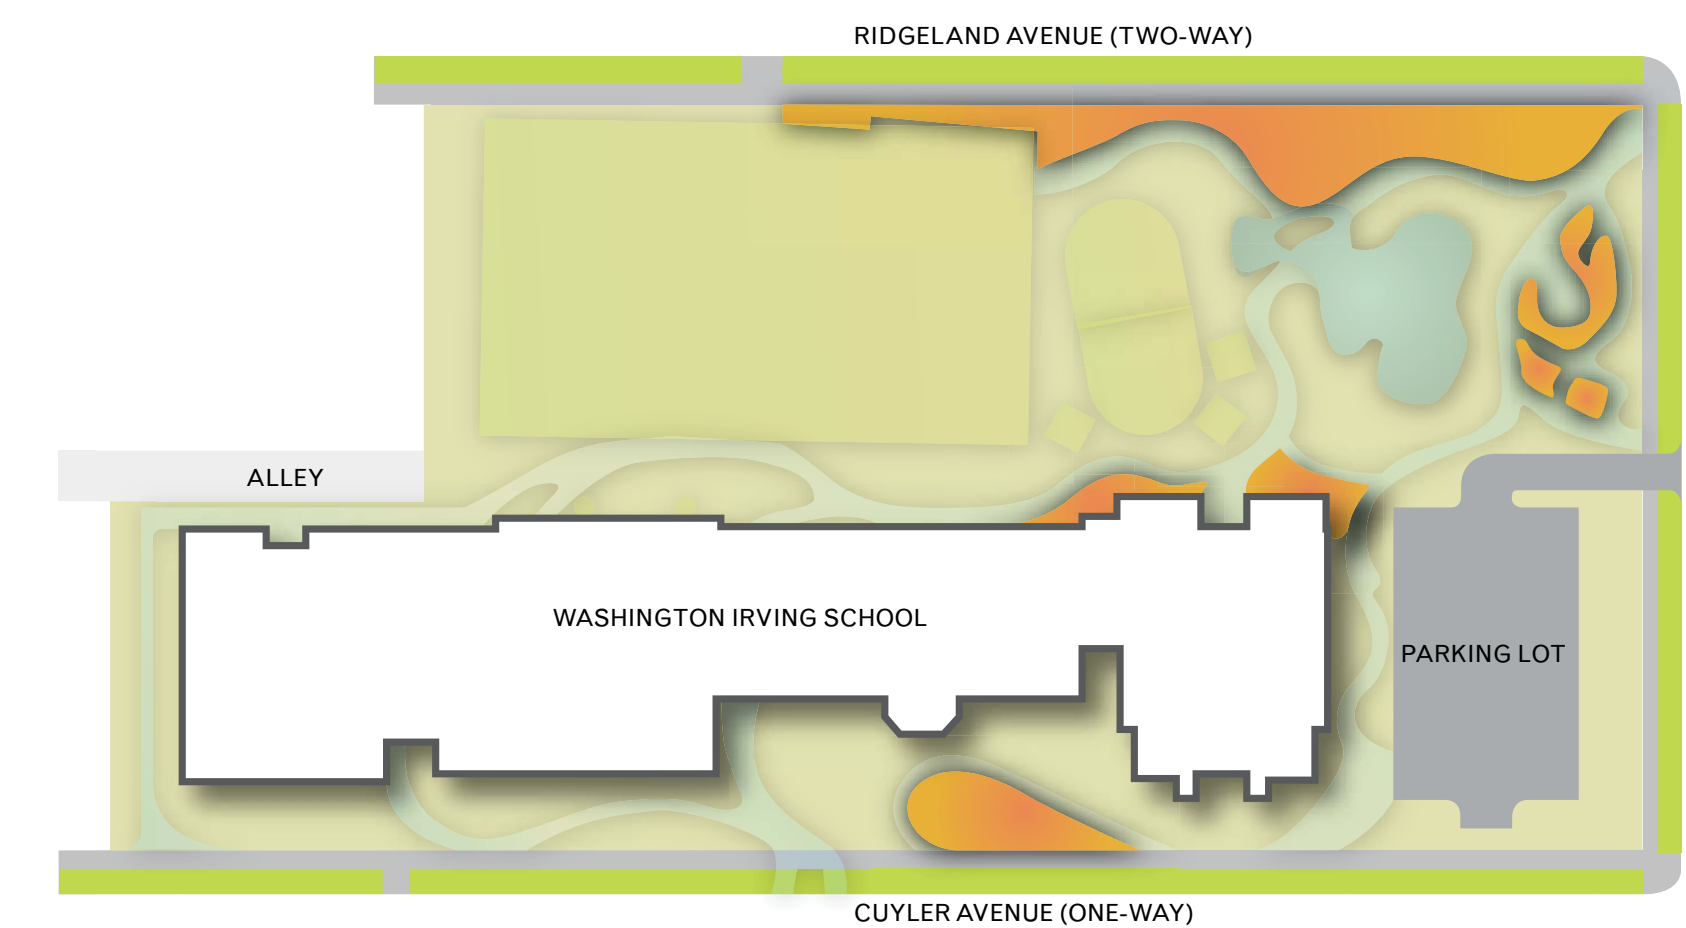 RIDGELAND AVENUE (TWO-WAY)
ALLEY
WASHINGTON IRVING SCHOOL
PARKING LOT
CUYLER AVENUE (ONE-WAY)